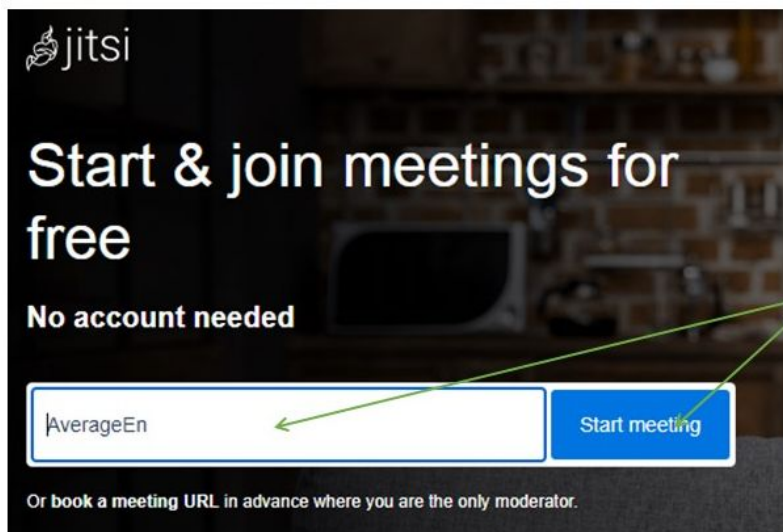 jitsi
Start & join meetings for
free
No account needed
AverageEn
Start meeting
Or book a meeting URL in advance where you are the only moderator.